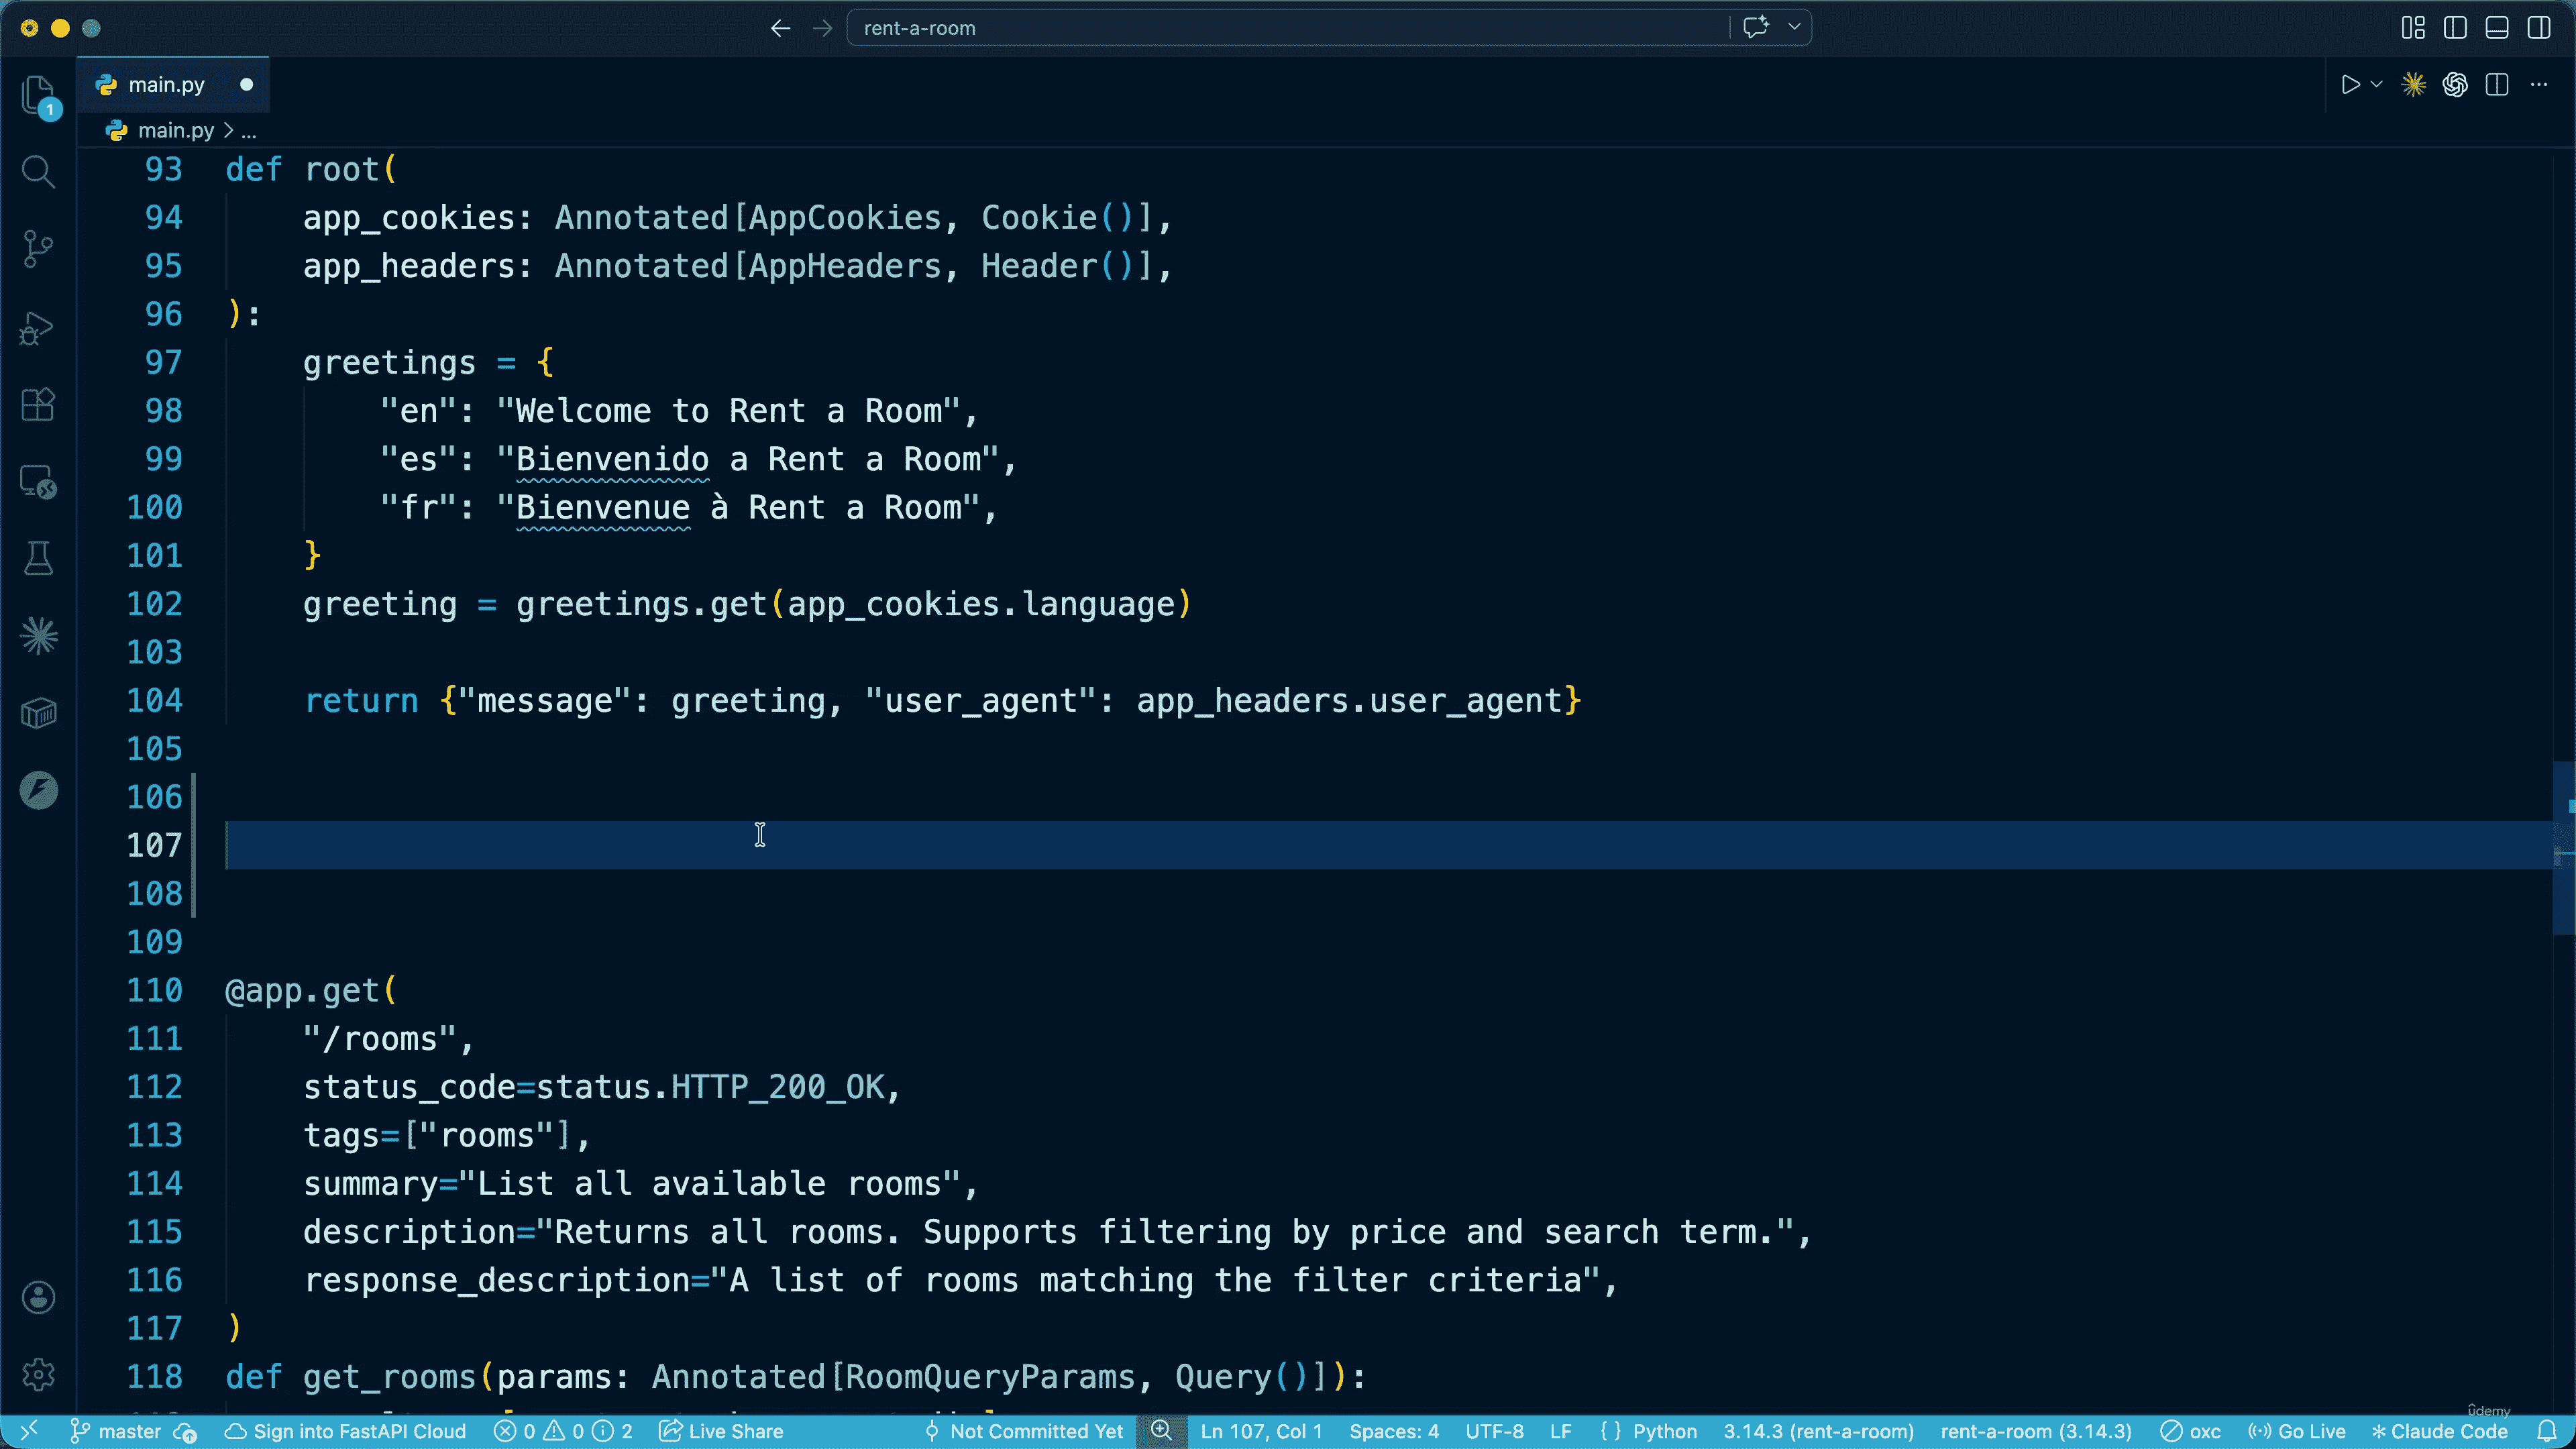 rent-a-room
main.py
1
main.py > ...
93 def root(
94 app_cookies: Annotated[AppCookies, Cookie()],
95 app_headers: Annotated[AppHeaders, Header()],
96 ):
97 greetings = {
98 "en": "Welcome to Rent a Room",
99 "es": "Bienvenido a Rent a Room",
100 "fr": "Bienvenue à Rent a Room",
101 }
102 greeting = greetings.get(app_cookies.language)
103
104 return {"message": greeting, "user_agent": app_headers.user_agent}
105
106
107
108
109
110 @app.get(
111 "/rooms",
112 status_code=status.HTTP_200_OK,
113 tags=["rooms"],
114 summary="List all available rooms",
115 description="Returns all rooms. Supports filtering by price and search term.",
116 response_description="A list of rooms matching the filter criteria",
117 )
118 def get_rooms(params: Annotated[RoomQueryParams, Query()]):
ûdemy
master Sign into FastAPI Cloud 0 0 2 Live Share Not Committed Yet Ln 107, Col 1 Spaces: 4 UTF-8 LF { } Python 3.14.3 (rent-a-room) rent-a-room (3.14.3) oxc Go Live Claude Code